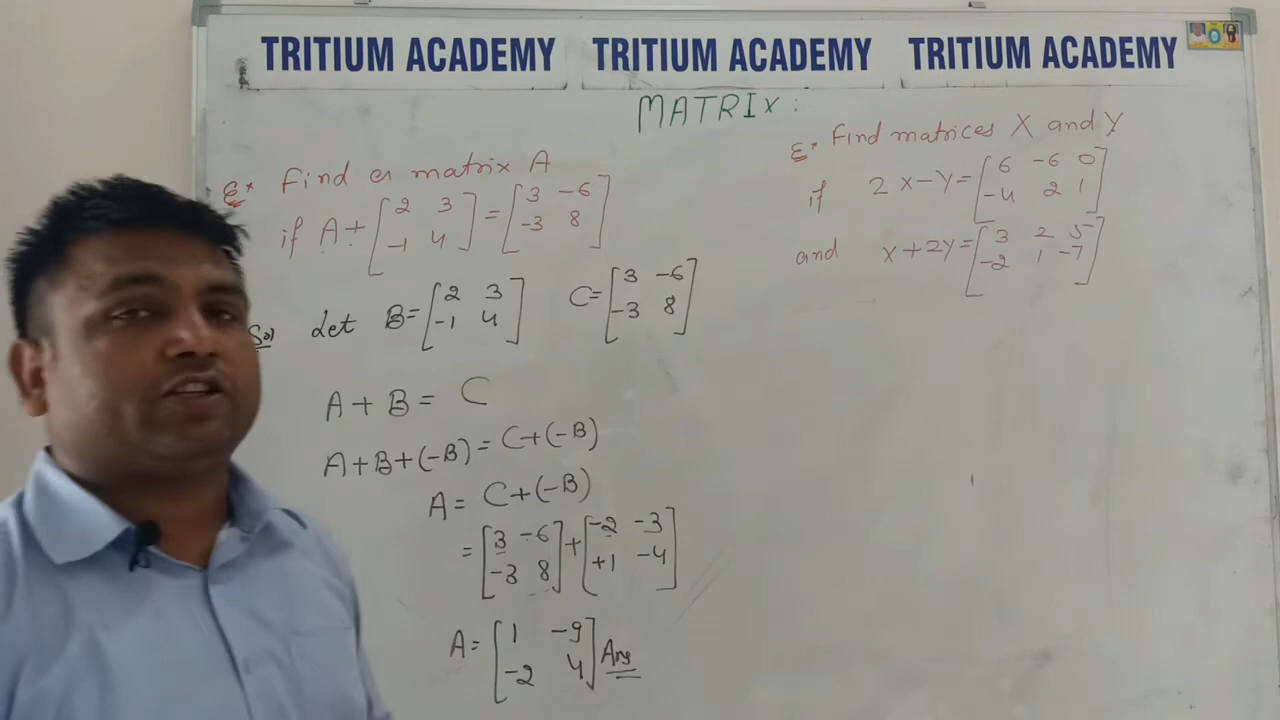 TRITIUM ACADEMY TRITIUM ACADEMY TRITIUM ACADEMY
MATRIX:
Ex Find a matrix A
if A+[2 3
-1 4]=[3 -6
-3 8]
Sol Let B=[2 3
-1 4] C=[3 -6
-3 8]
A+B=C
A+B+(-B)=C+(-B)
A=C+(-B)
=[3 -6
-3 8]+[-2 -3
+1 -4]
A=[1 -9
-2 4] Ans
Ex Find matrices X and Y
if 2X-Y=[6 -6 0
-4 2 1]
and X+2Y=[3 2 5
-2 1 -7]